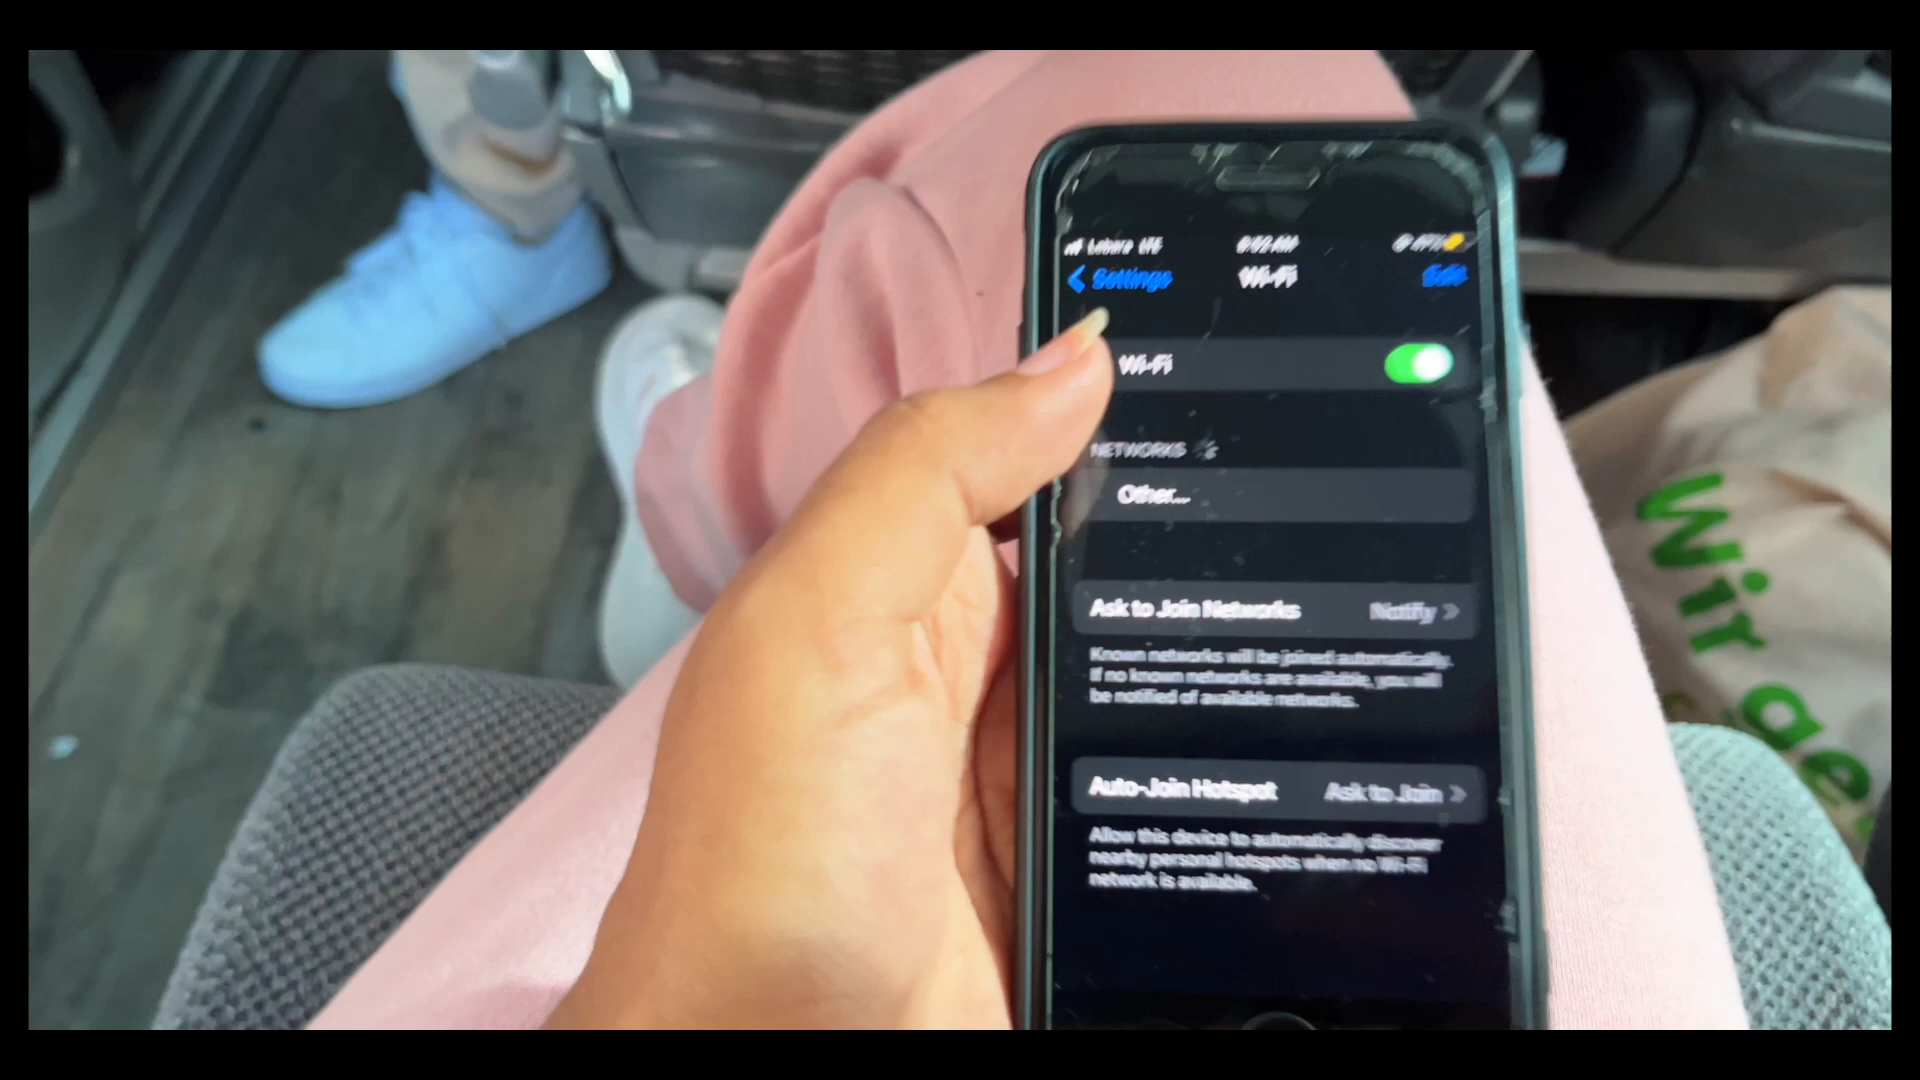 Lebara LTE
Settings
Wi-Fi
Edit
Wi-Fi
NETWORKS
Other...
Ask to Join Networks Notify
Known networks will be joined automatically.
If no known networks are available, you will
be notified of available networks.
Auto-Join Hotspot Ask to Join
Allow this device to automatically discover
nearby personal hotspots when no Wi-Fi
network is available.
Wir